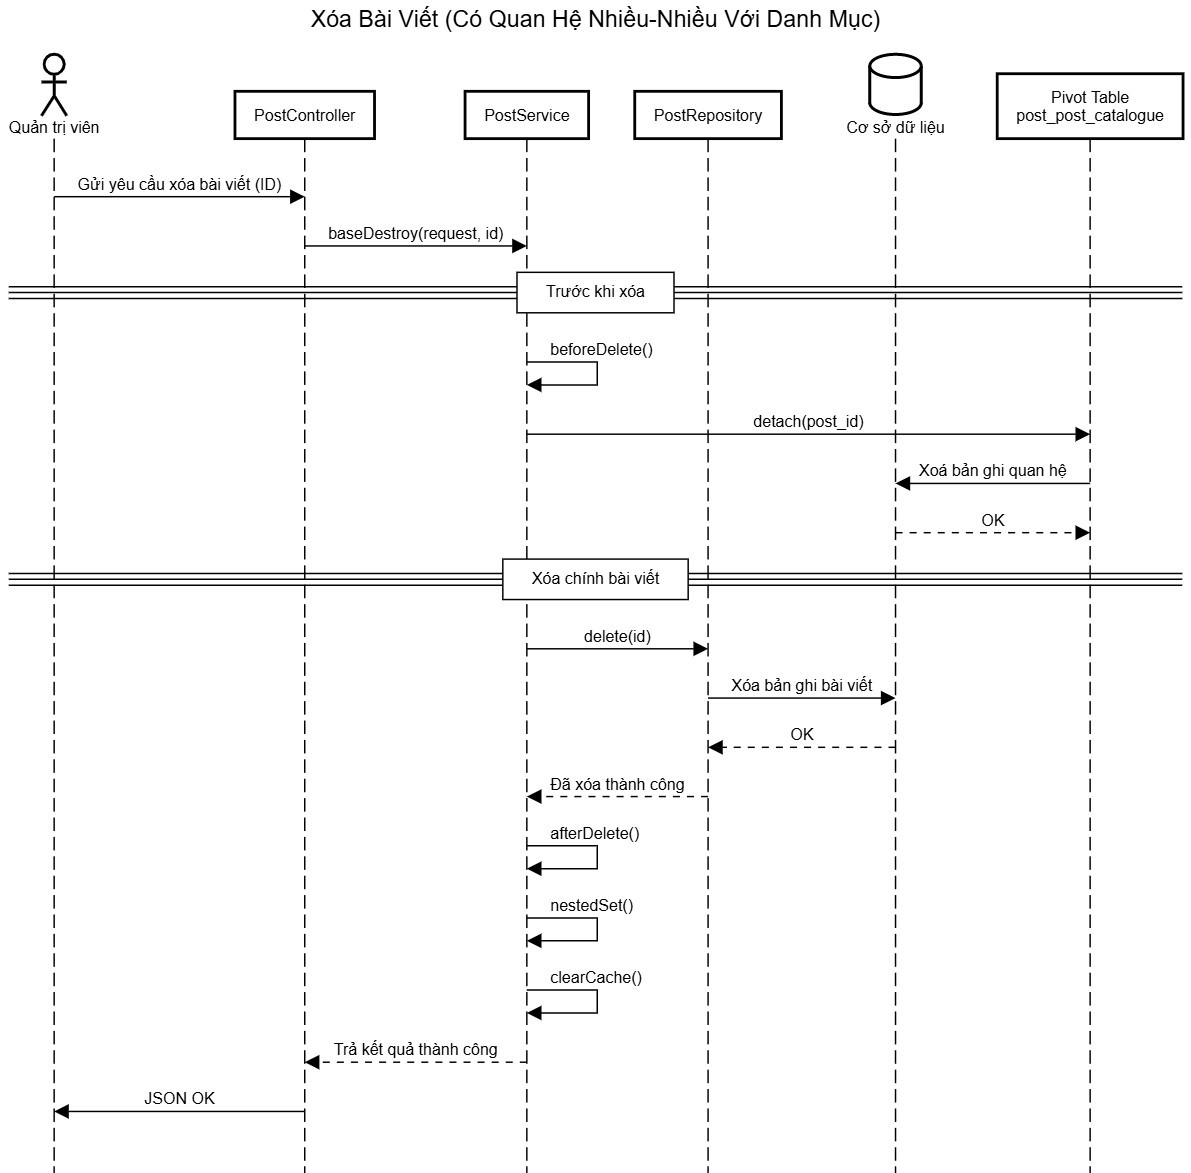 Xóa Bài Viết (Có Quan Hệ Nhiều-Nhiều Với Danh Mục)
Quản trị viên
PostController
PostService
PostRepository
Cơ sở dữ liệu
Pivot Table
post_post_catalogue
Gửi yêu cầu xóa bài viết (ID)
baseDestroy(request, id)
Trước khi xóa
beforeDelete()
detach(post_id)
Xoá bản ghi quan hệ
OK
Xóa chính bài viết
delete(id)
Xóa bản ghi bài viết
OK
Đã xóa thành công
afterDelete()
nestedSet()
clearCache()
Trả kết quả thành công
JSON OK